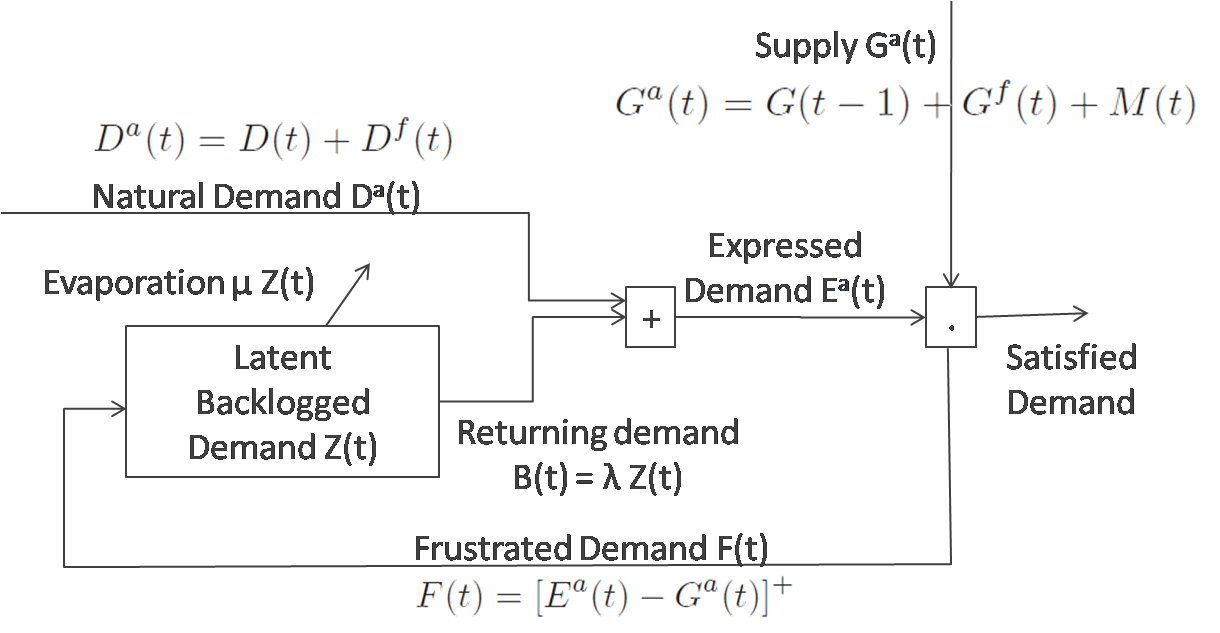 Supply Gᵃ(t)
Gᵃ(t) = G(t − 1) + Gᶠ(t) + M(t)
Dᵃ(t) = D(t) + Dᶠ(t)
Natural Demand Dᵃ(t)
Expressed
Demand Eᵃ(t)
Evaporation μ Z(t)
+
.
Latent
Backlogged
Demand Z(t)
Satisfied
Demand
Returning demand
B(t) = λ Z(t)
Frustrated Demand F(t)
F(t) = [Eᵃ(t) − Gᵃ(t)]⁺